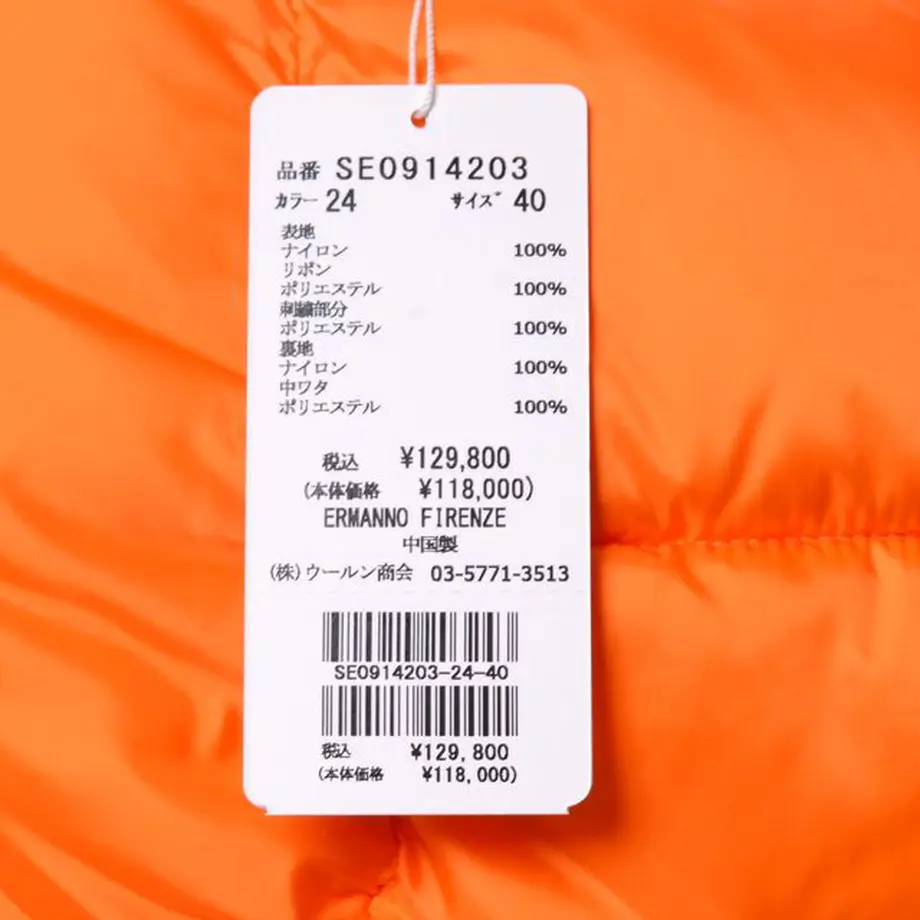 品番 SE0914203
カラー 24 サイズ 40
表地
ナイロン 100%
リボン
ポリエステル 100%
刺繍部分
ポリエステル 100%
裏地
ナイロン 100%
中ワタ
ポリエステル 100%
税込 ¥129,800
(本体価格 ¥118,000)
ERMANNO FIRENZE
中国製
(株)ウールン商会 03-5771-3513
SE0914203-24-40
税込 ¥129,800
(本体価格 ¥118,000)